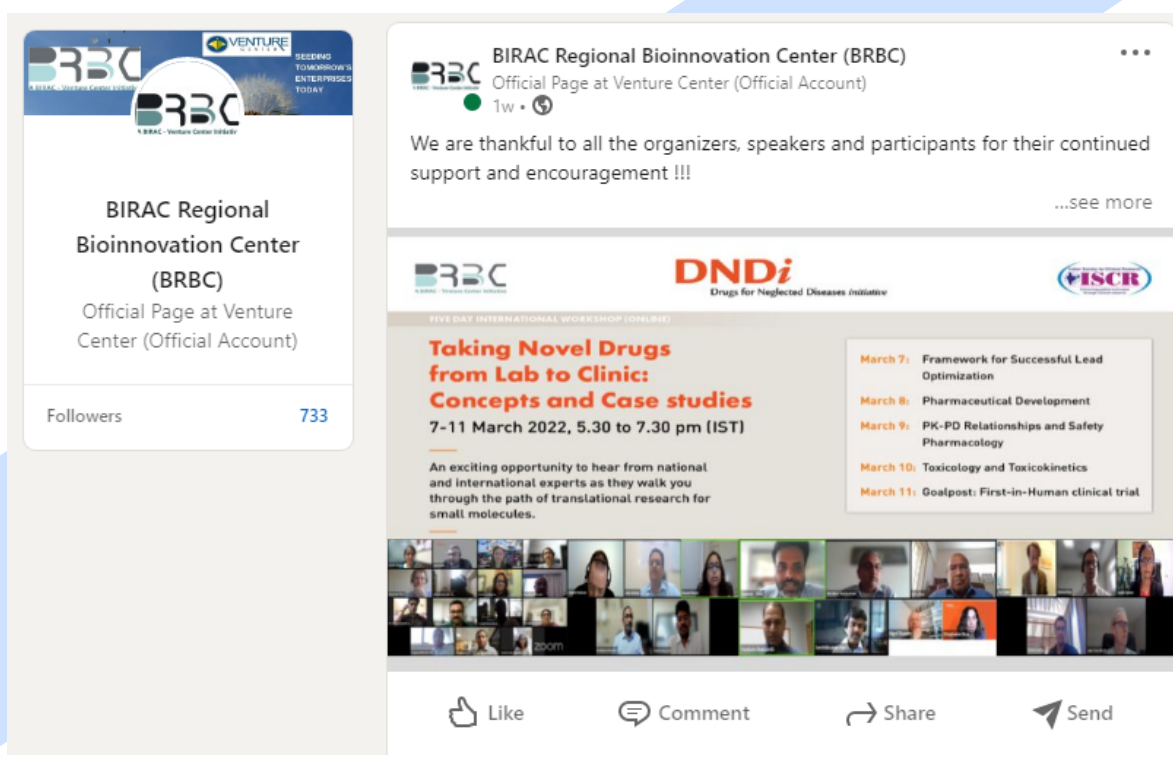 BRBC
A BIRAC - Venture Center Initiative
VENTURE
CENTER
SEEDING
TOMORROW'S
ENTERPRISES
TODAY
BRBC
A BIRAC - Venture Center Initiativ
BIRAC Regional
Bioinnovation Center
(BRBC)
Official Page at Venture
Center (Official Account)
Followers 733
BRBC
BIRAC Regional Bioinnovation Center (BRBC)
Official Page at Venture Center (Official Account)
1w •
We are thankful to all the organizers, speakers and participants for their continued
support and encouragement !!!
...see more
BRBC
A BIRAC - Venture Center Initiative
DNDi
Drugs for Neglected Diseases initiative
ISCR
FIVE DAY INTERNATIONAL WORKSHOP (ONLINE)
Taking Novel Drugs
from Lab to Clinic:
Concepts and Case studies
7-11 March 2022, 5.30 to 7.30 pm (IST)
An exciting opportunity to hear from national
and international experts as they walk you
through the path of translational research for
small molecules.
March 7: Framework for Successful Lead
Optimization
March 8: Pharmaceutical Development
March 9: PK-PD Relationships and Safety
Pharmacology
March 10: Toxicology and Toxicokinetics
March 11: Goalpost: First-in-Human clinical trial
zoom
Like
Comment
Share
Send